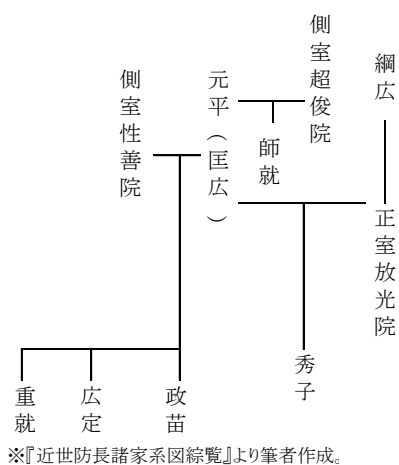 綱広
正室放光院
側室超俊院
師就
秀子
元平（匡広）
側室性善院
政苗
広定
重就
※『近世防長諸家系図綜覧』より筆者作成。